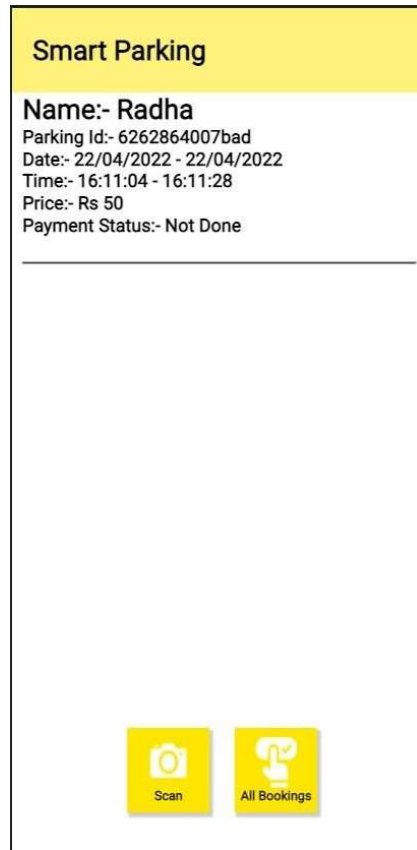 Smart Parking
Name:- Radha
Parking Id:- 6262864007bad
Date:- 22/04/2022 - 22/04/2022
Time:- 16:11:04 - 16:11:28
Price:- Rs 50
Payment Status:- Not Done
Scan
All Bookings